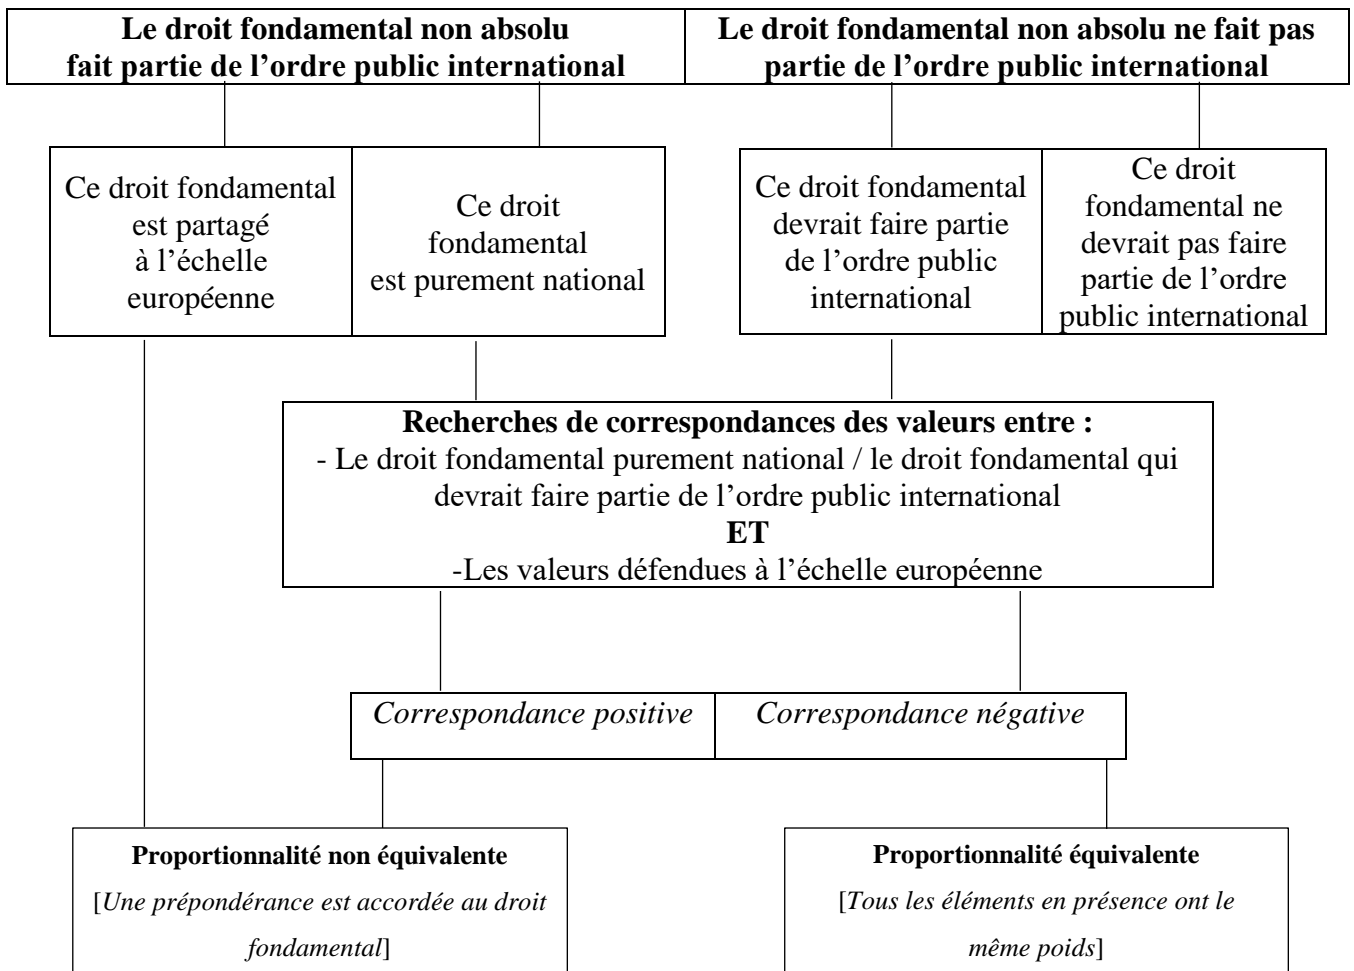 Le droit fondamental non absolu
fait partie de l’ordre public international
Le droit fondamental non absolu ne fait pas
partie de l’ordre public international
Ce droit fondamental
est partagé
à l’échelle
européenne
Ce droit
fondamental
est purement national
Ce droit fondamental
devrait faire partie
de l’ordre public
international
Ce droit
fondamental ne
devrait pas faire
partie de l’ordre
public international
Recherches de correspondances des valeurs entre :
- Le droit fondamental purement national / le droit fondamental qui
devrait faire partie de l’ordre public international
ET
-Les valeurs défendues à l’échelle européenne
Correspondance positive
Correspondance négative
Proportionnalité non équivalente
[Une prépondérance est accordée au droit
fondamental]
Proportionnalité équivalente
[Tous les éléments en présence ont le
même poids]